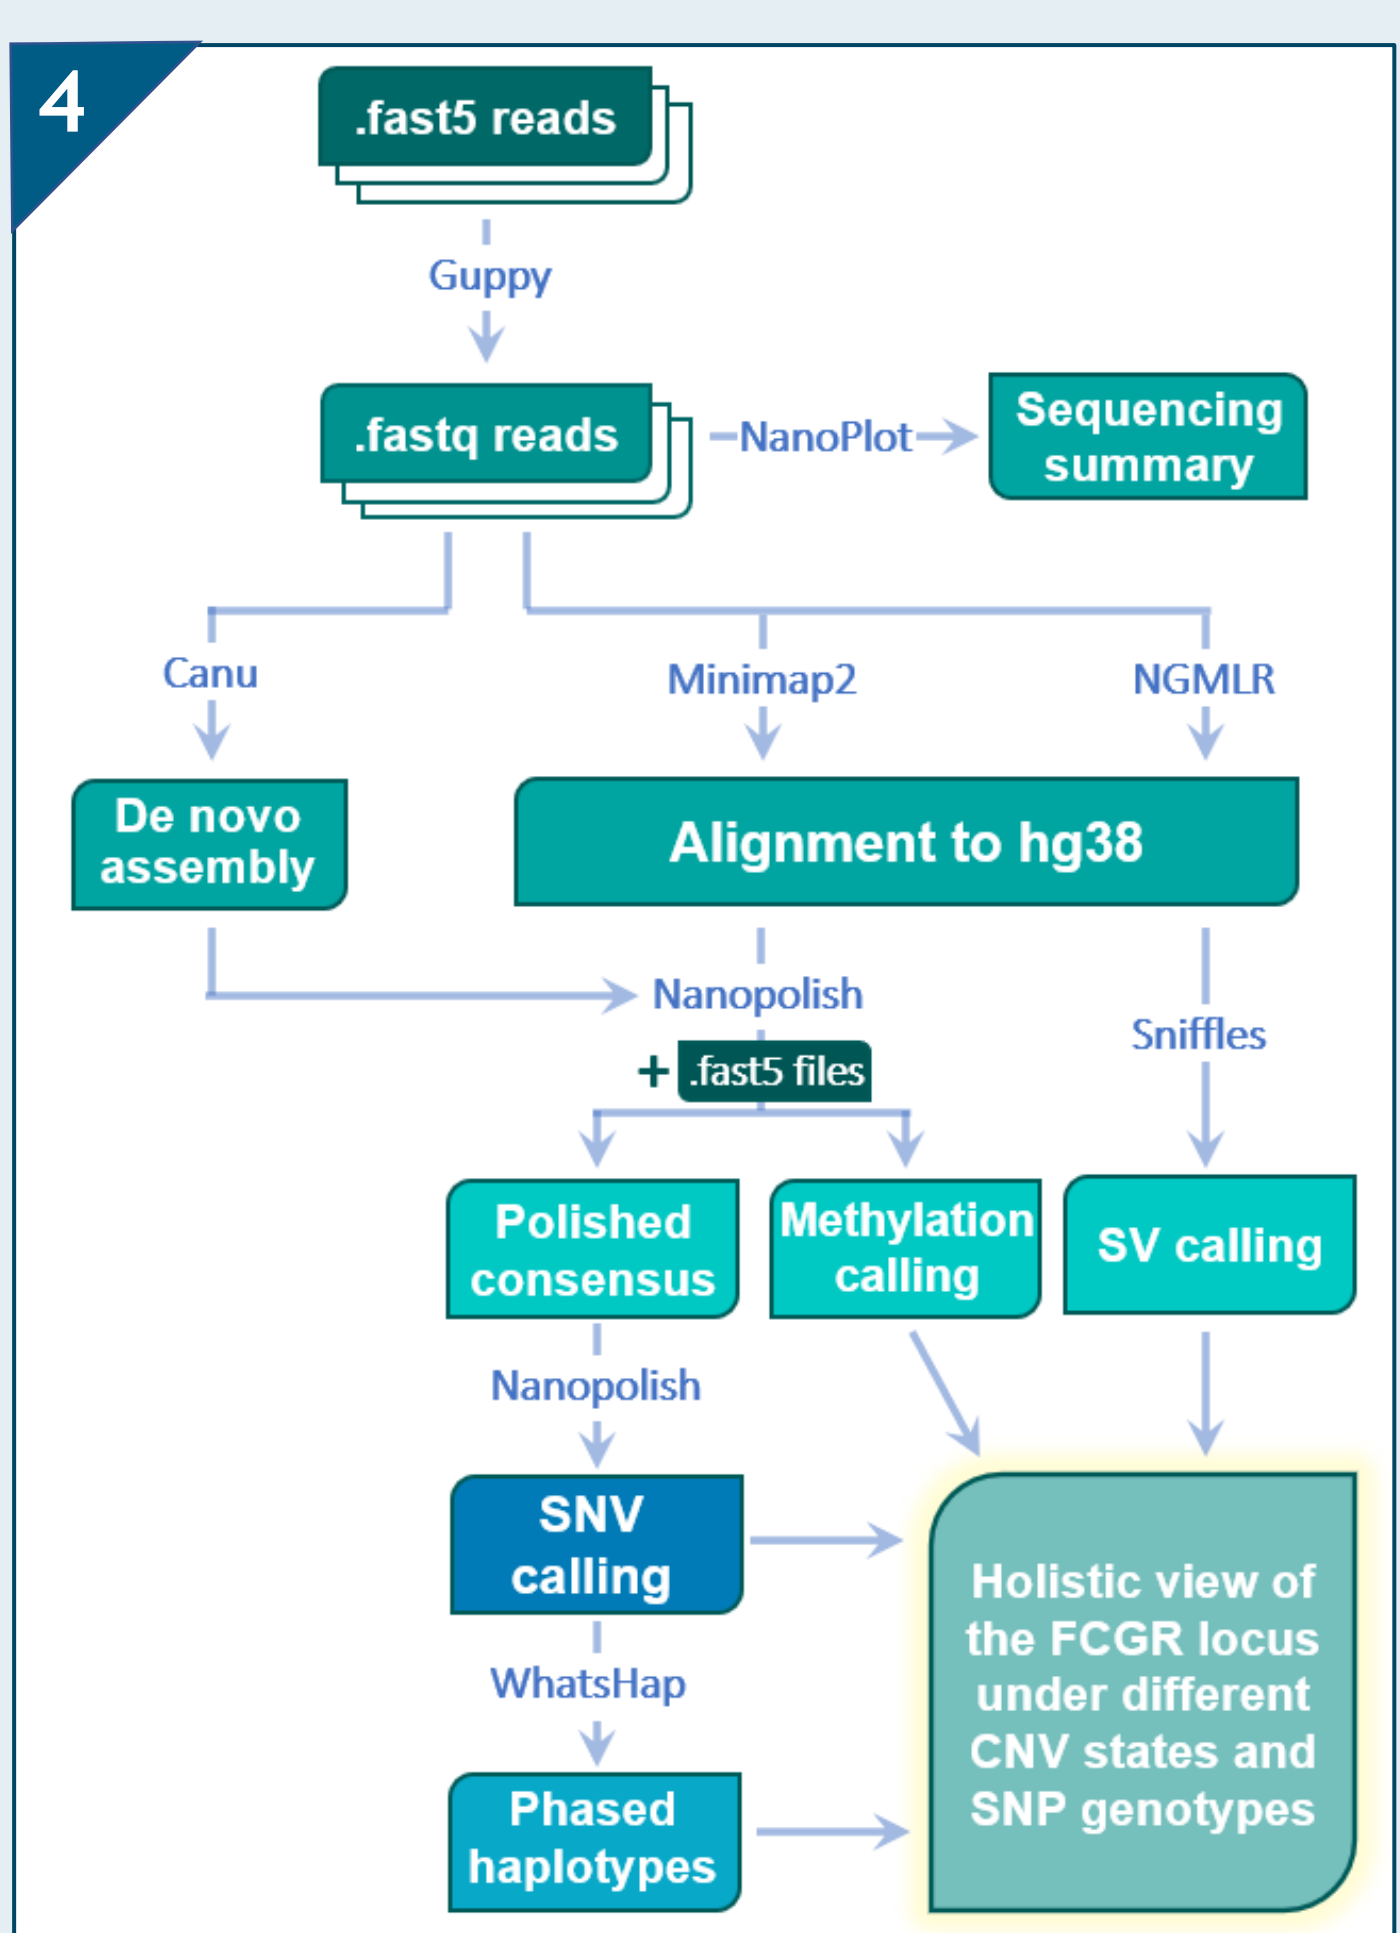 4
.fast5 reads
Guppy
.fastq reads
NanoPlot
Sequencing
summary
Canu
Minimap2
NGMLR
De novo
assembly
Alignment to hg38
Nanopolish
Sniffles
+ .fast5 files
Polished
consensus
Methylation
calling
SV calling
Nanopolish
SNV
calling
WhatsHap
Phased
haplotypes
Holistic view of
the FCGR locus
under different
CNV states and
SNP genotypes